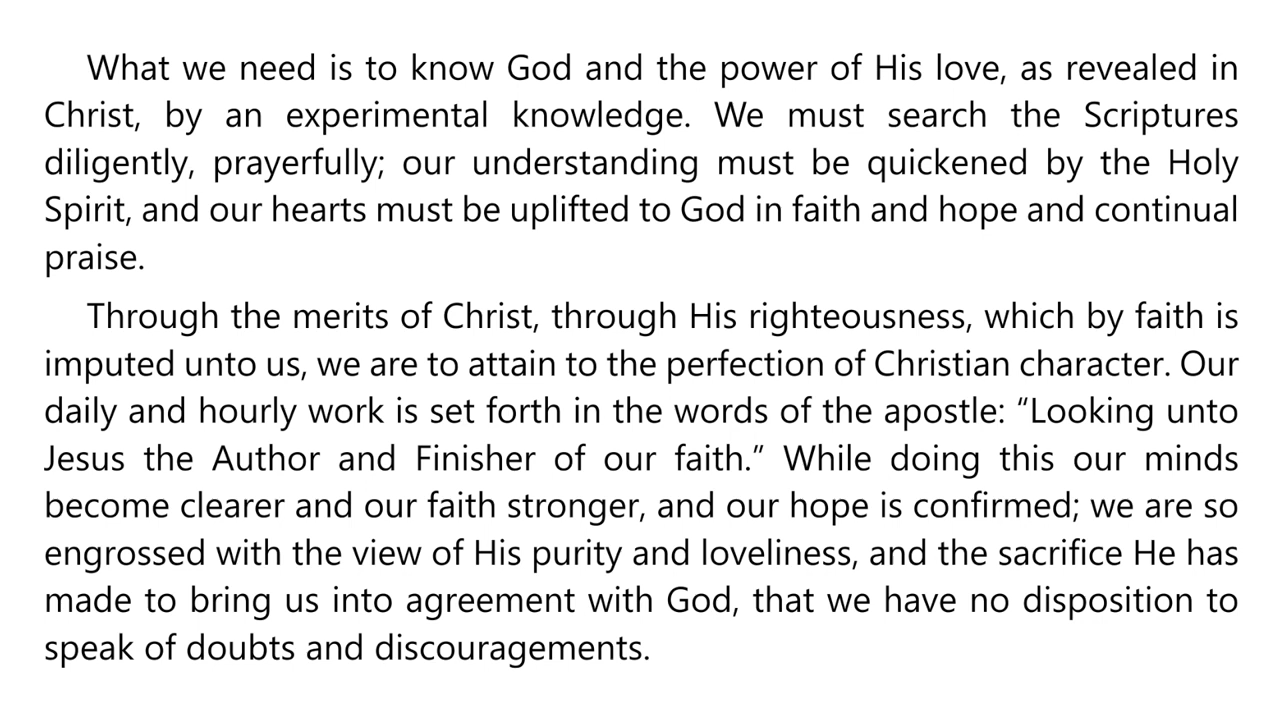 What we need is to know God and the power of His love, as revealed in
Christ, by an experimental knowledge. We must search the Scriptures
diligently, prayerfully; our understanding must be quickened by the Holy
Spirit, and our hearts must be uplifted to God in faith and hope and continual
praise.
Through the merits of Christ, through His righteousness, which by faith is
imputed unto us, we are to attain to the perfection of Christian character. Our
daily and hourly work is set forth in the words of the apostle: “Looking unto
Jesus the Author and Finisher of our faith.” While doing this our minds
become clearer and our faith stronger, and our hope is confirmed; we are so
engrossed with the view of His purity and loveliness, and the sacrifice He has
made to bring us into agreement with God, that we have no disposition to
speak of doubts and discouragements.